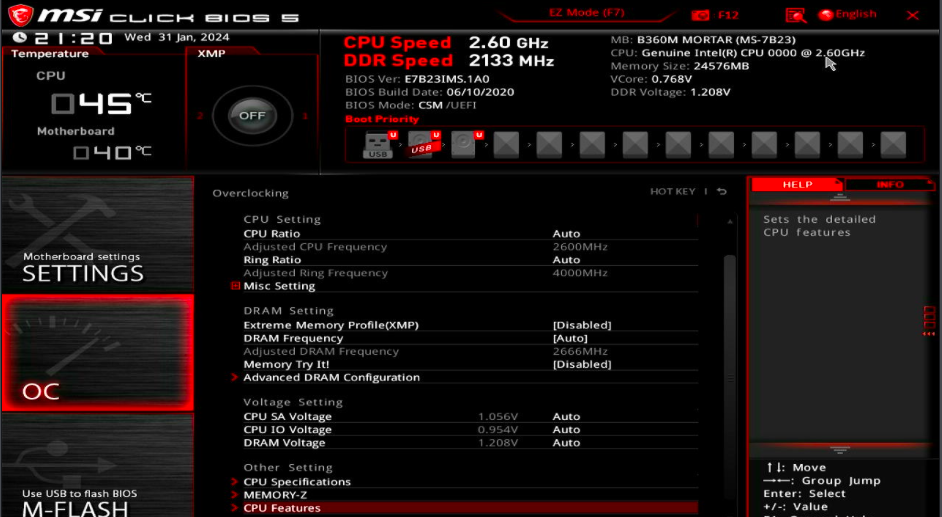 msi CLICK BIOS 5
EZ Mode (F7)
F12
English
X
21:20 Wed 31 Jan, 2024
Temperature
CPU
045°C
Motherboard
040°C
XMP
2
OFF
1
CPU Speed 2.60 GHz
DDR Speed 2133 MHz
BIOS Ver: E7B23IMS.1A0
BIOS Build Date: 06/10/2020
BIOS Mode: CSM /UEFI
Boot Priority
MB: B360M MORTAR (MS-7B23)
CPU: Genuine Intel(R) CPU 0000 @ 2.60GHz
Memory Size: 24576MB
VCore: 0.768V
DDR Voltage: 1.208V
U
U
U
USB
USB
Motherboard settings
SETTINGS
OC
Use USB to flash BIOS
M-FLASH
Overclocking
HOT KEY |
CPU Setting
CPU Ratio Auto
Adjusted CPU Frequency 2600MHz
Ring Ratio Auto
Adjusted Ring Frequency 4000MHz
Misc Setting
DRAM Setting
Extreme Memory Profile(XMP) [Disabled]
DRAM Frequency [Auto]
Adjusted DRAM Frequency 2666MHz
Memory Try It! [Disabled]
> Advanced DRAM Configuration
Voltage Setting
CPU SA Voltage 1.056V Auto
CPU IO Voltage 0.954V Auto
DRAM Voltage 1.208V Auto
Other Setting
> CPU Specifications
> MEMORY-Z
> CPU Features
HELP
INFO
Sets the detailed
CPU features
↑↓: Move
→←: Group Jump
Enter: Select
+/-: Value